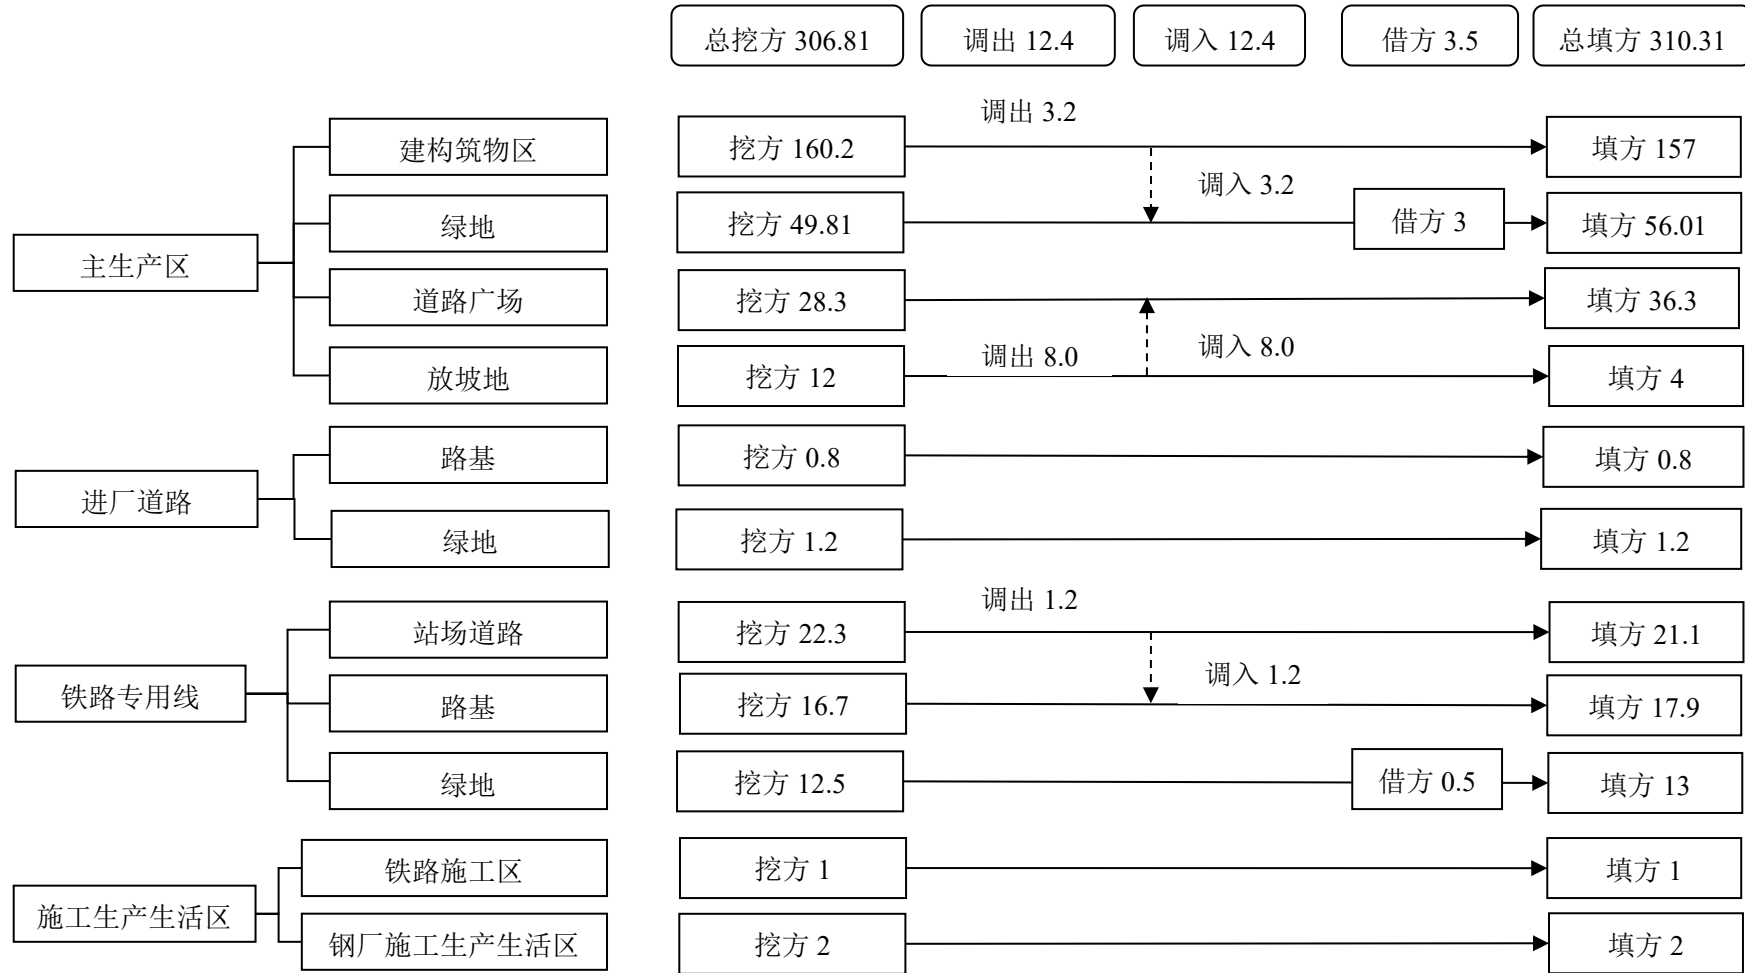 总挖方 306.81 调出 12.4 调入 12.4 借方 3.5 总填方 310.31
调出 3.2
建构筑物区 挖方 160.2 填方 157
调入 3.2
绿地 挖方 49.81 借方 3 填方 56.01
主生产区
道路广场 挖方 28.3 填方 36.3
调出 8.0 调入 8.0
放坡地 挖方 12 填方 4
路基 挖方 0.8 填方 0.8
进厂道路
绿地 挖方 1.2 填方 1.2
调出 1.2
站场道路 挖方 22.3 填方 21.1
调入 1.2
铁路专用线
路基 挖方 16.7 填方 17.9
绿地 挖方 12.5 借方 0.5 填方 13
铁路施工区 挖方 1 填方 1
施工生产生活区
钢厂施工生产生活区 挖方 2 填方 2